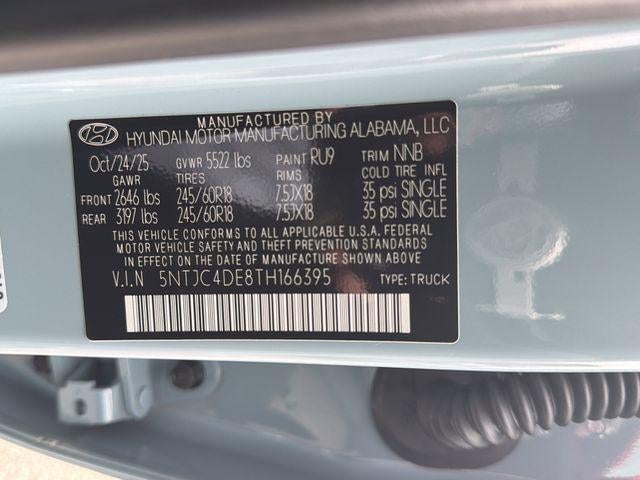 MANUFACTURED BY
HYUNDAI MOTOR MANUFACTURING ALABAMA, LLC
Oct/24/25 GVWR 5522 lbs PAINT RU9 TRIM NNB
GAWR TIRES RIMS COLD TIRE INFL
FRONT 2646 lbs 245/60R18 7.5JX18 35 psi SINGLE
REAR 3197 lbs 245/60R18 7.5JX18 35 psi SINGLE
THIS VEHICLE CONFORMS TO ALL APPLICABLE U.S.A. FEDERAL
MOTOR VEHICLE SAFETY AND THEFT PREVENTION STANDARDS
IN EFFECT ON THE DATE OF MANUFACTURE SHOWN ABOVE
V.I.N 5NTJC4DE8TH166395 TYPE: TRUCK